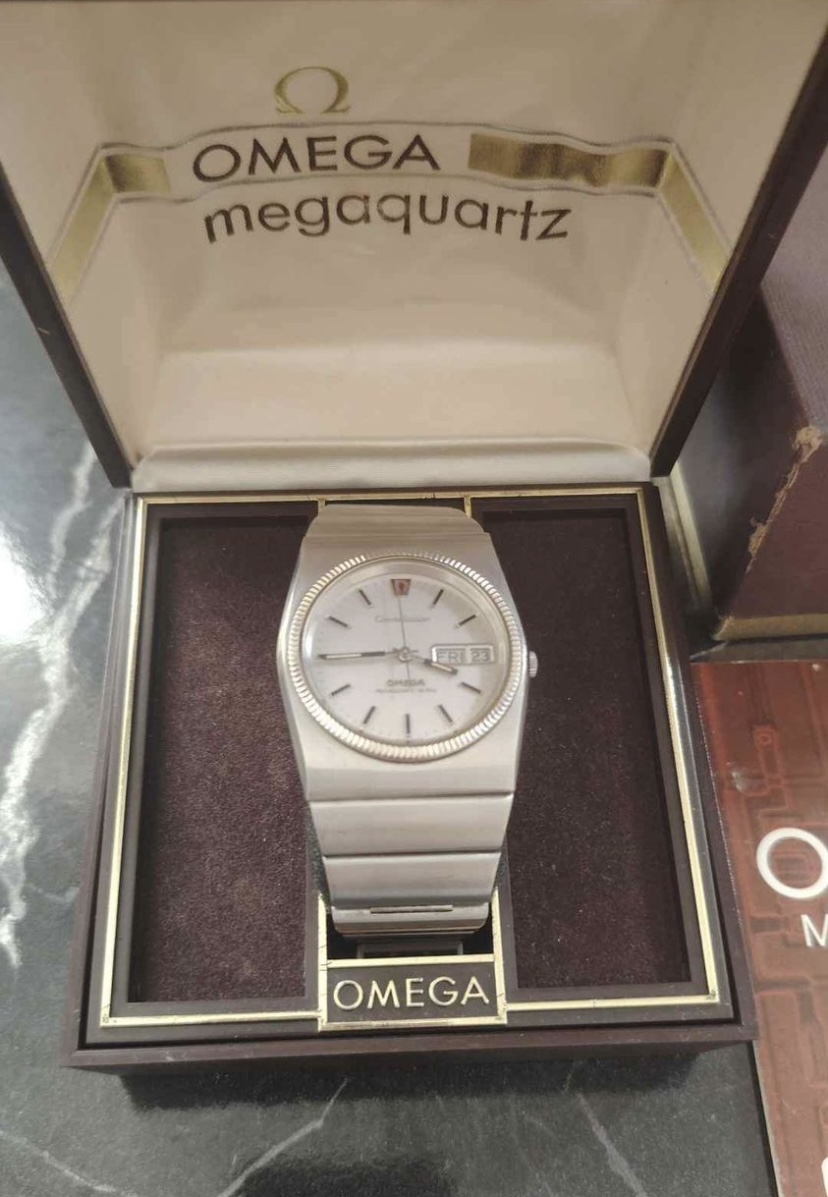 Ω
OMEGA
megaquartz
Constellation
FRI 23
OMEGA
OMEGA
O
M